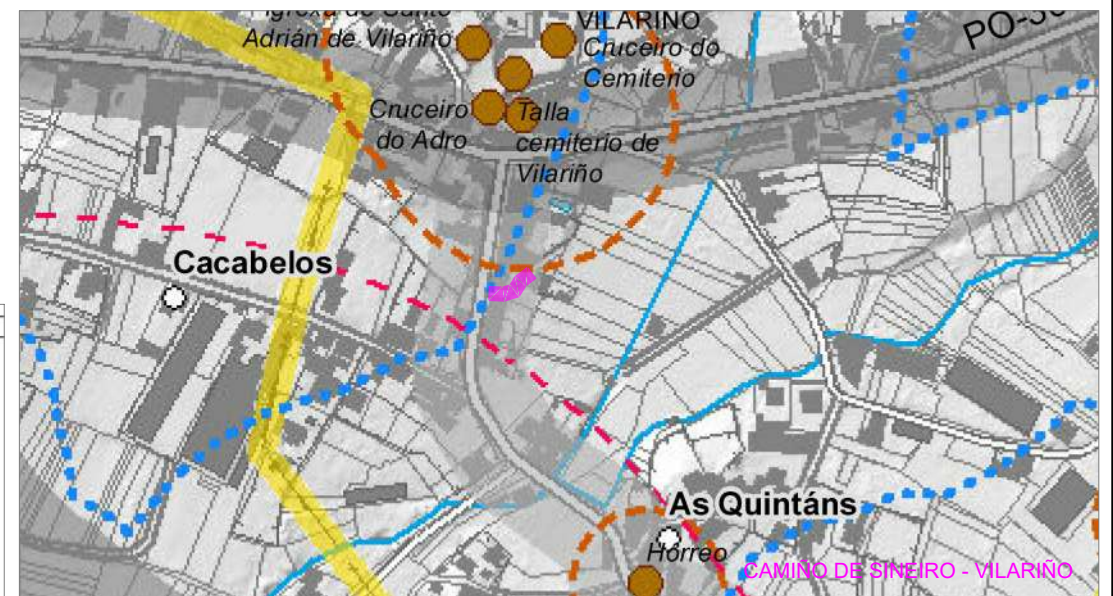 Adrián de Vilariño
VILARIÑO
Cruceiro do
Cemiterio
PO-30
Cruceiro
do Adro
Talla
cemiterio de
Vilariño
Cacabelos
As Quintáns
Hórreo
CAMIÑO DE SINEIRO - VILARIÑO